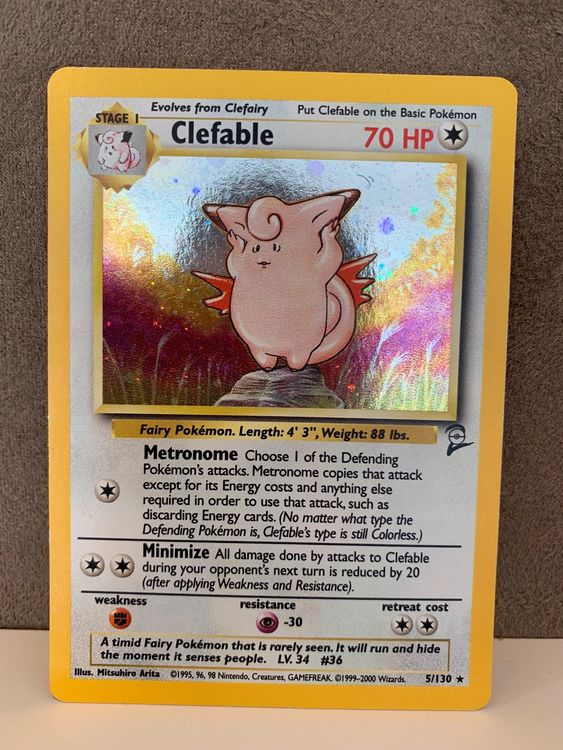 Evolves from Clefairy Put Clefable on the Basic Pokémon
STAGE 1 Clefable 70 HP
Fairy Pokémon. Length: 4' 3", Weight: 88 lbs.
Metronome Choose 1 of the Defending
Pokémon's attacks. Metronome copies that attack
except for its Energy costs and anything else
required in order to use that attack, such as
discarding Energy cards. (No matter what type the
Defending Pokémon is, Clefable's type is still Colorless.)
Minimize All damage done by attacks to Clefable
during your opponent's next turn is reduced by 20
(after applying Weakness and Resistance).
weakness resistance retreat cost
-30
A timid Fairy Pokémon that is rarely seen. It will run and hide
the moment it senses people. LV. 34 #36
Illus. Mitsuhiro Arita ©1995, 96, 98 Nintendo, Creatures, GAMEFREAK. ©1999-2000 Wizards. 5/130 ★